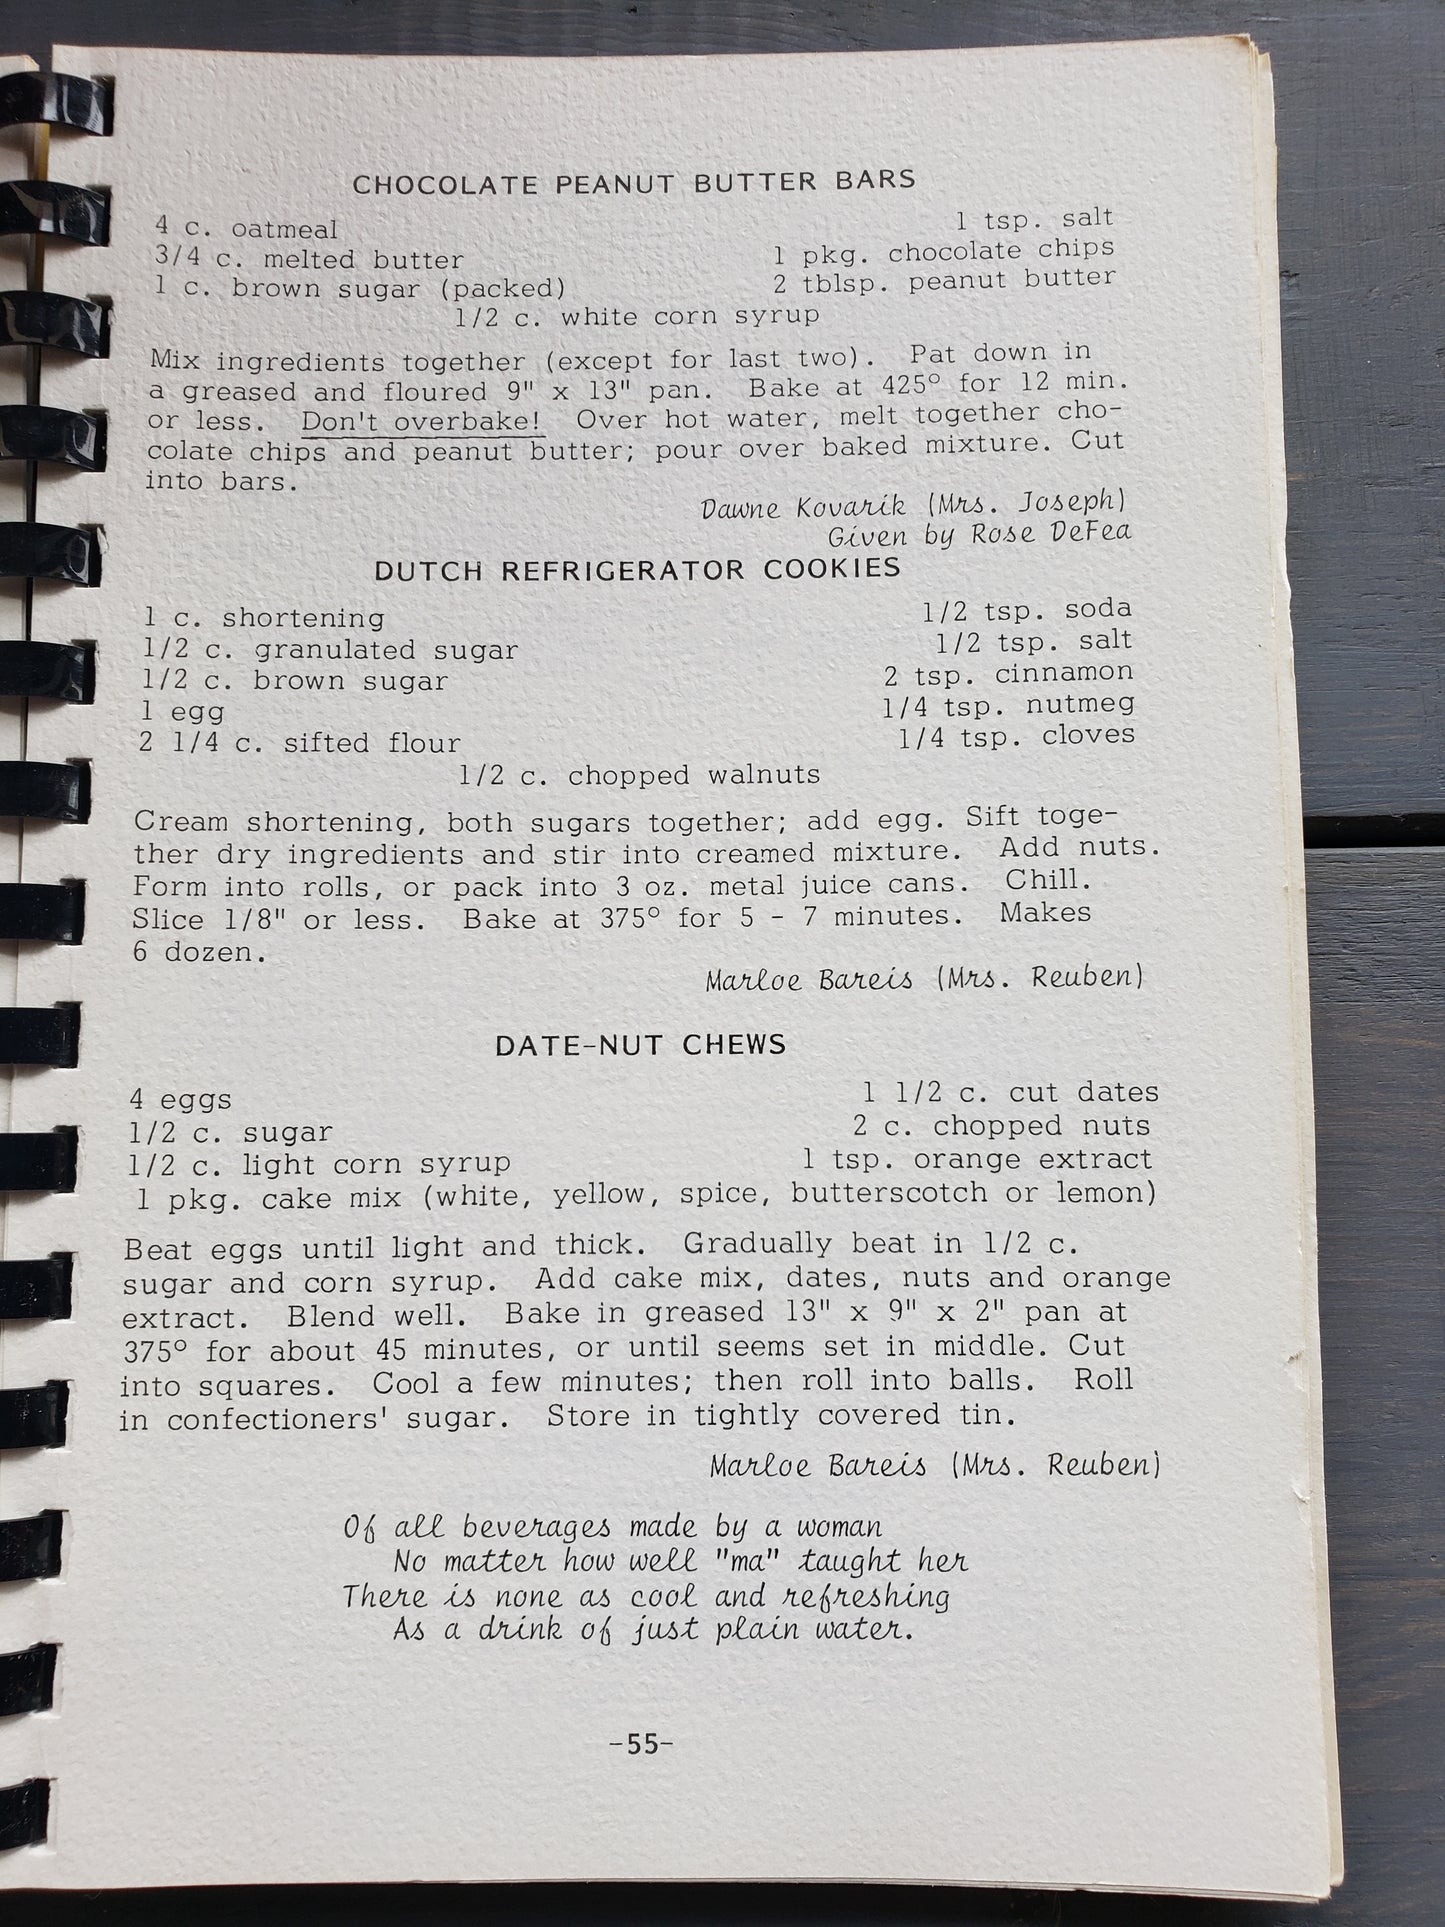 CHOCOLATE PEANUT BUTTER BARS
4 c. oatmeal 1 tsp. salt
3/4 c. melted butter 1 pkg. chocolate chips
1 c. brown sugar (packed) 2 tblsp. peanut butter
1/2 c. white corn syrup
Mix ingredients together (except for last two). Pat down in
a greased and floured 9" x 13" pan. Bake at 425° for 12 min.
or less. Don't overbake! Over hot water, melt together cho-
colate chips and peanut butter; pour over baked mixture. Cut
into bars.
Dawne Kovarik (Mrs. Joseph)
Given by Rose DeFea
DUTCH REFRIGERATOR COOKIES
1 c. shortening 1/2 tsp. soda
1/2 c. granulated sugar 1/2 tsp. salt
1/2 c. brown sugar 2 tsp. cinnamon
1 egg 1/4 tsp. nutmeg
2 1/4 c. sifted flour 1/4 tsp. cloves
1/2 c. chopped walnuts
Cream shortening, both sugars together; add egg. Sift toge-
ther dry ingredients and stir into creamed mixture. Add nuts.
Form into rolls, or pack into 3 oz. metal juice cans. Chill.
Slice 1/8" or less. Bake at 375° for 5 - 7 minutes. Makes
6 dozen.
Marloe Bareis (Mrs. Reuben)
DATE-NUT CHEWS
4 eggs 1 1/2 c. cut dates
1/2 c. sugar 2 c. chopped nuts
1/2 c. light corn syrup 1 tsp. orange extract
1 pkg. cake mix (white, yellow, spice, butterscotch or lemon)
Beat eggs until light and thick. Gradually beat in 1/2 c.
sugar and corn syrup. Add cake mix, dates, nuts and orange
extract. Blend well. Bake in greased 13" x 9" x 2" pan at
375° for about 45 minutes, or until seems set in middle. Cut
into squares. Cool a few minutes; then roll into balls. Roll
in confectioners' sugar. Store in tightly covered tin.
Marloe Bareis (Mrs. Reuben)
Of all beverages made by a woman
No matter how well "ma" taught her
There is none as cool and refreshing
As a drink of just plain water.
-55-